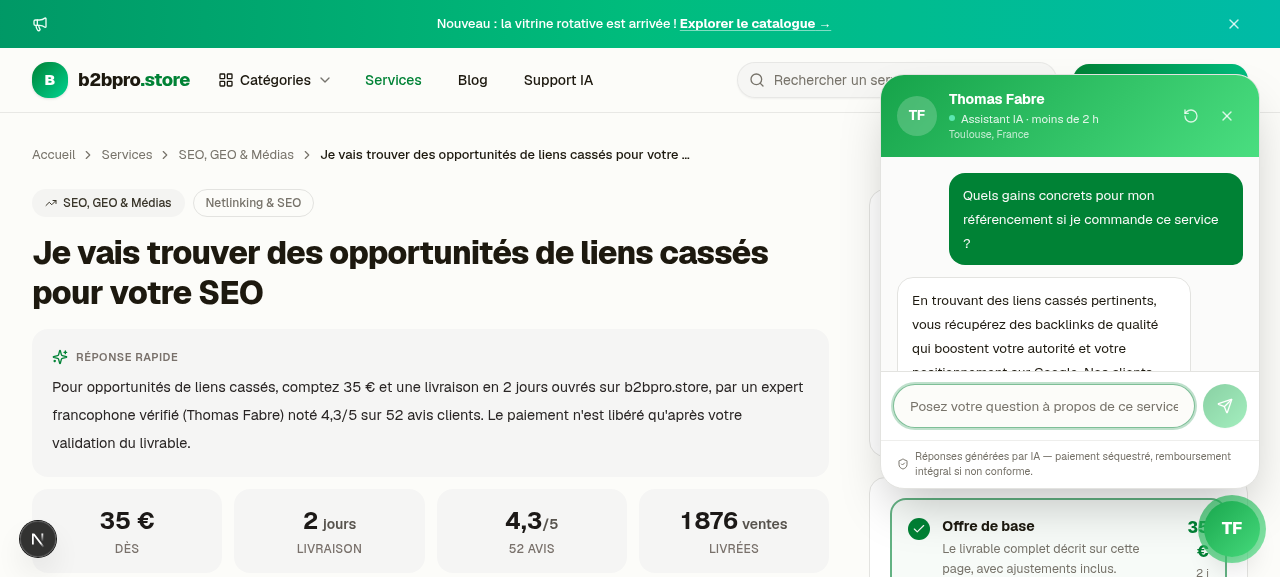 Nouveau : la vitrine rotative est arrivée ! Explorer le catalogue →
B b2bpro.store Catégories Services Blog Support IA
Rechercher un ser
Accueil > Services > SEO, GEO & Médias > Je vais trouver des opportunités de liens cassés pour votre ...
SEO, GEO & Médias Netlinking & SEO
Je vais trouver des opportunités de liens cassés
pour votre SEO
RÉPONSE RAPIDE
Pour opportunités de liens cassés, comptez 35 € et une livraison en 2 jours ouvrés sur b2bpro.store, par un expert
francophone vérifié (Thomas Fabre) noté 4,3/5 sur 52 avis clients. Le paiement n'est libéré qu'après votre
validation du livrable.
35 €
DÈS
2 jours
LIVRAISON
4,3/5
52 AVIS
1 876 ventes
LIVRÉES
N
TF
Thomas Fabre
Assistant IA · moins de 2 h
Toulouse, France
Quels gains concrets pour mon
référencement si je commande ce service
?
En trouvant des liens cassés pertinents,
vous récupérez des backlinks de qualité
qui boostent votre autorité et votre
positionnement sur Google. Nos clients
Posez votre question à propos de ce service
Réponses générées par IA — paiement séquestré, remboursement
intégral si non conforme.
Offre de base
Le livrable complet décrit sur cette
page, avec ajustements inclus.
35
€
2 j
TF